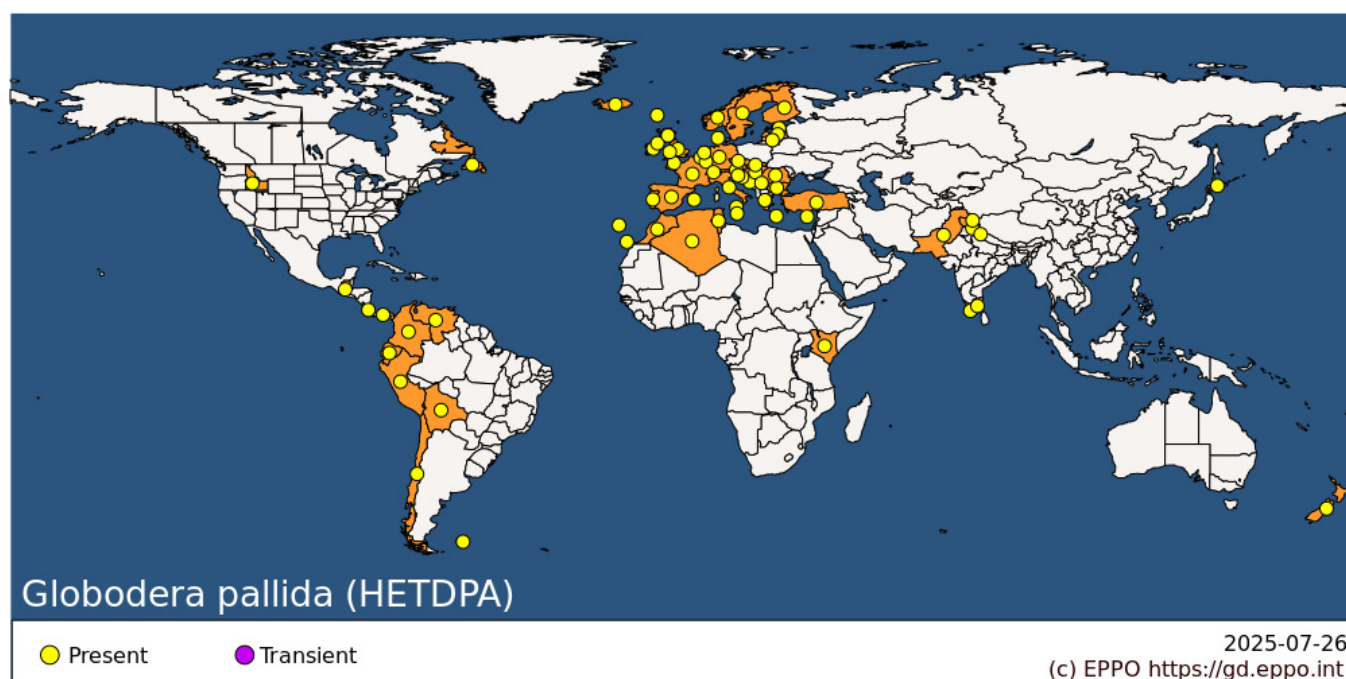 Globodera pallida (HETDPA)
Present
Transient
2025-07-26
(c) EPPO https://gd.eppo.int